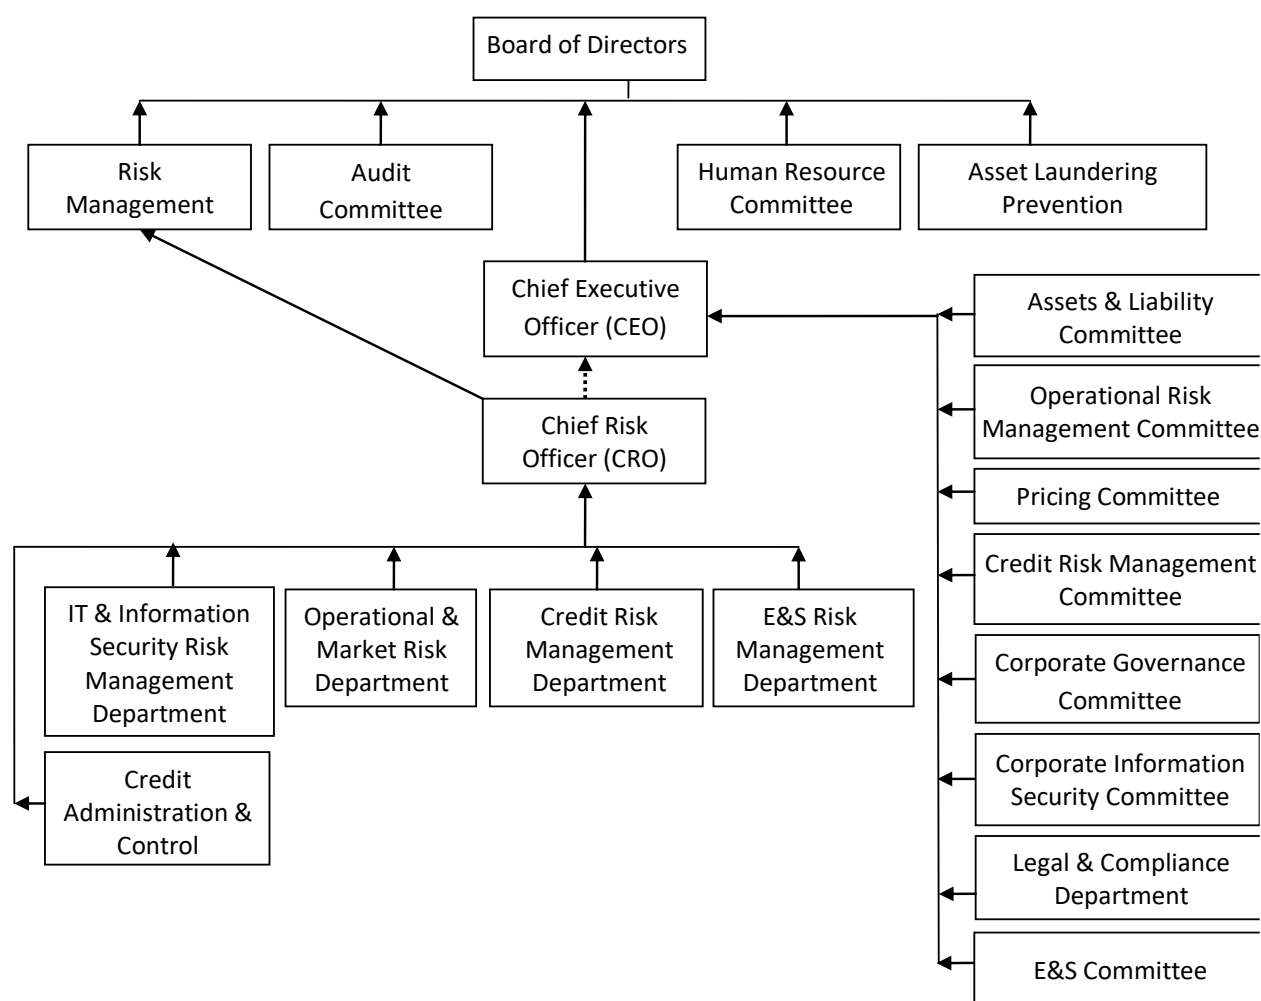 Board of Directors
Risk
Management
Audit
Committee
Human Resource
Committee
Asset Laundering
Prevention
Chief Executive
Officer (CEO)
Assets & Liability
Committee
Operational Risk
Management Committee
Chief Risk
Officer (CRO)
Pricing Committee
Credit Risk Management
Committee
IT & Information
Security Risk
Management
Department
Operational &
Market Risk
Department
Credit Risk
Management
Department
E&S Risk
Management
Department
Corporate Governance
Committee
Corporate Information
Security Committee
Credit
Administration &
Control
Legal & Compliance
Department
E&S Committee